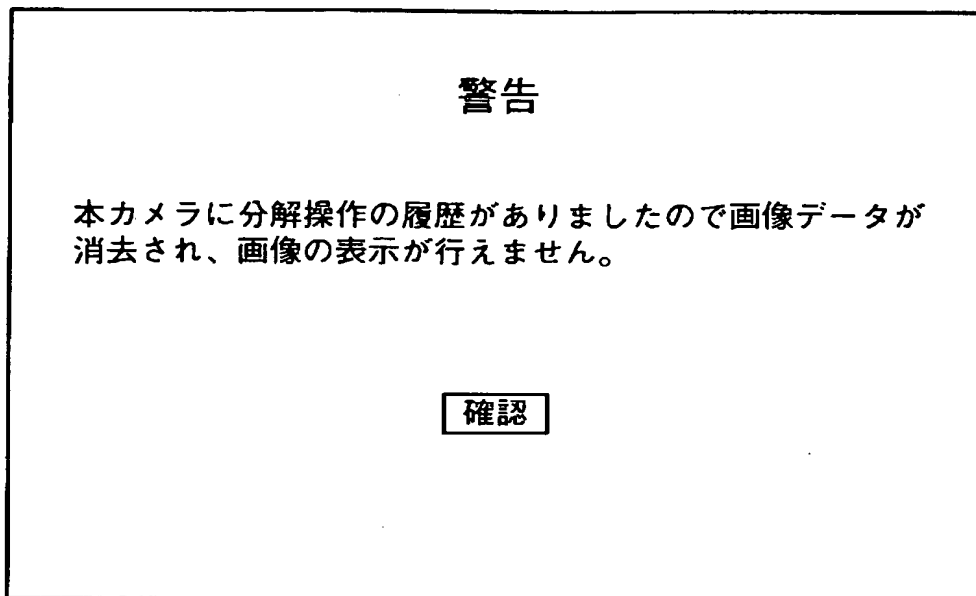 警告
本カメラに分解操作の履歴がありましたので画像データが
消去され、画像の表示が行えません。
確認